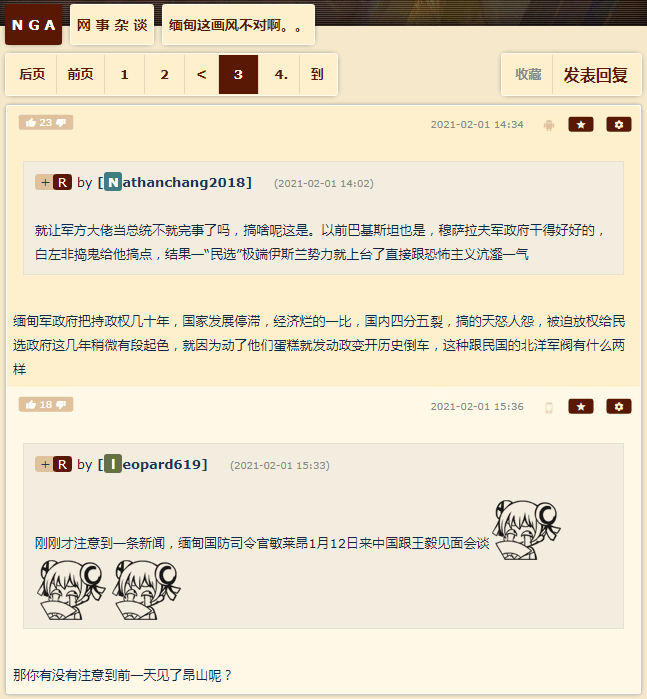 NGA 网事杂谈 缅甸这画风不对啊。。
后页 前页 1 2 < 3 4. 到 收藏 发表回复
23 2021-02-01 14:34
+ R by [Nathanchang2018] (2021-02-01 14:02)
就让军方大佬当总统不就完事了吗，搞啥呢这是。以前巴基斯坦也是，穆萨拉夫军政府干得好好的，
白左非捣鬼给他搞点，结果一“民选”极端伊斯兰势力就上台了直接跟恐怖主义沆瀣一气
缅甸军政府把持政权几十年，国家发展停滞，经济烂的一比，国内四分五裂，搞的天怒人怨，被迫放权给民
选政府这几年稍微有段起色，就因为动了他们蛋糕就发动政变开历史倒车，这种跟民国的北洋军阀有什么两
样
18 2021-02-01 15:36
+ R by [leopard619] (2021-02-01 15:33)
刚刚才注意到一条新闻，缅甸国防司令官敏莱昂1月12日来中国跟王毅见面会谈
那你有没有注意到前一天见了昂山呢？